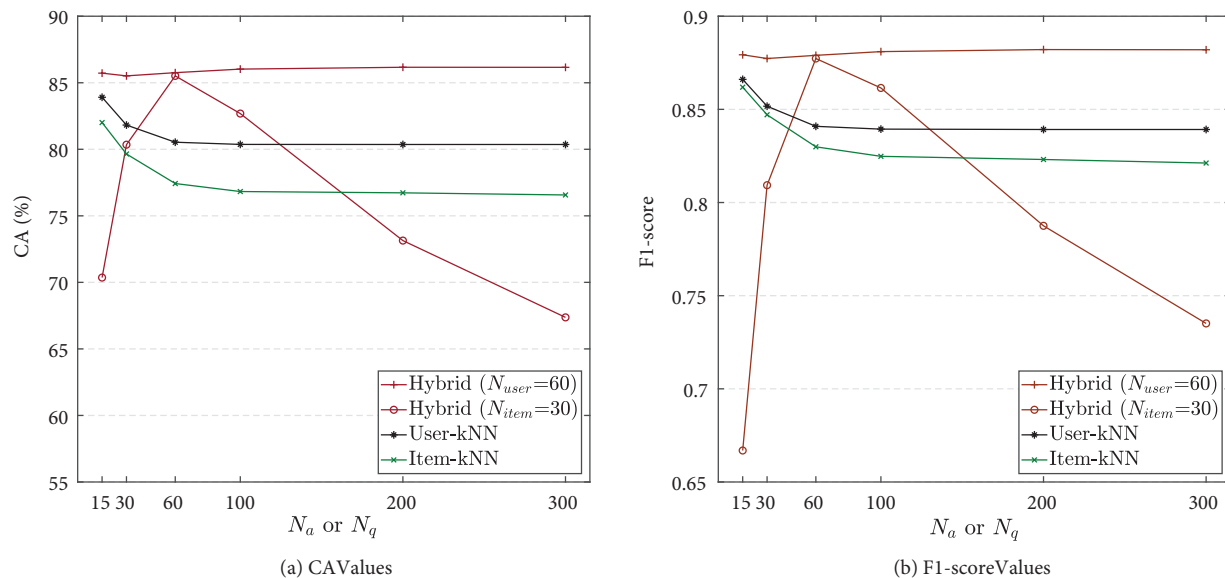 90
85
80
75
70
65
60
55
CA (%)
15 30 60 100 200 300
N_a or N_q
Hybrid (N_user=60)
Hybrid (N_item=30)
User-kNN
Item-kNN
(a) CAValues
0.9
0.85
0.8
0.75
0.7
0.65
F1-score
15 30 60 100 200 300
N_a or N_q
Hybrid (N_user=60)
Hybrid (N_item=30)
User-kNN
Item-kNN
(b) F1-scoreValues